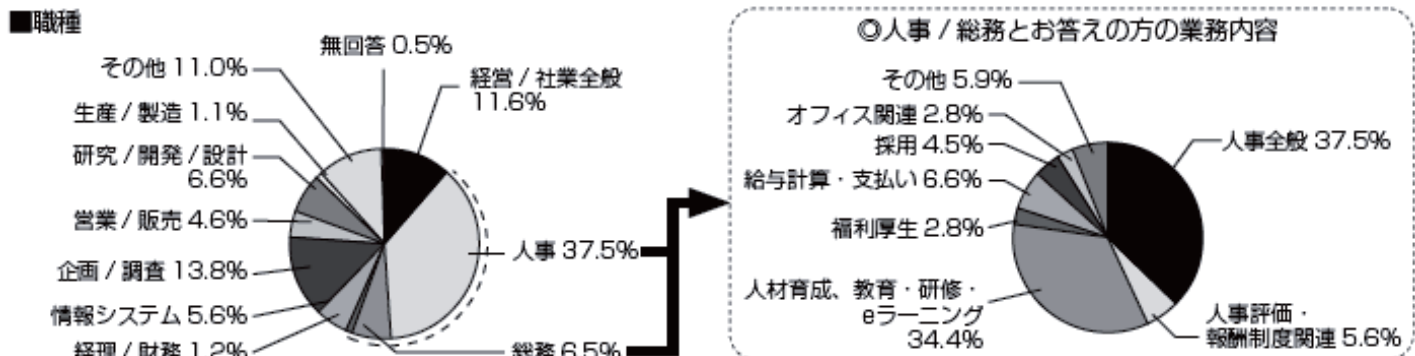 ■職種
無回答 0.5%
その他 11.0%
経営 / 社業全般
11.6%
生産 / 製造 1.1%
研究 / 開発 / 設計
6.6%
営業 / 販売 4.6%
人事 37.5%
企画 / 調査 13.8%
情報システム 5.6%
経理 / 財務 1.2%
総務 6.5%
◎人事 / 総務とお答えの方の業務内容
その他 5.9%
オフィス関連 2.8%
採用 4.5%
人事全般 37.5%
給与計算・支払い 6.6%
福利厚生 2.8%
人材育成、教育・研修・
eラーニング
34.4%
人事評価・
報酬制度関連 5.6%